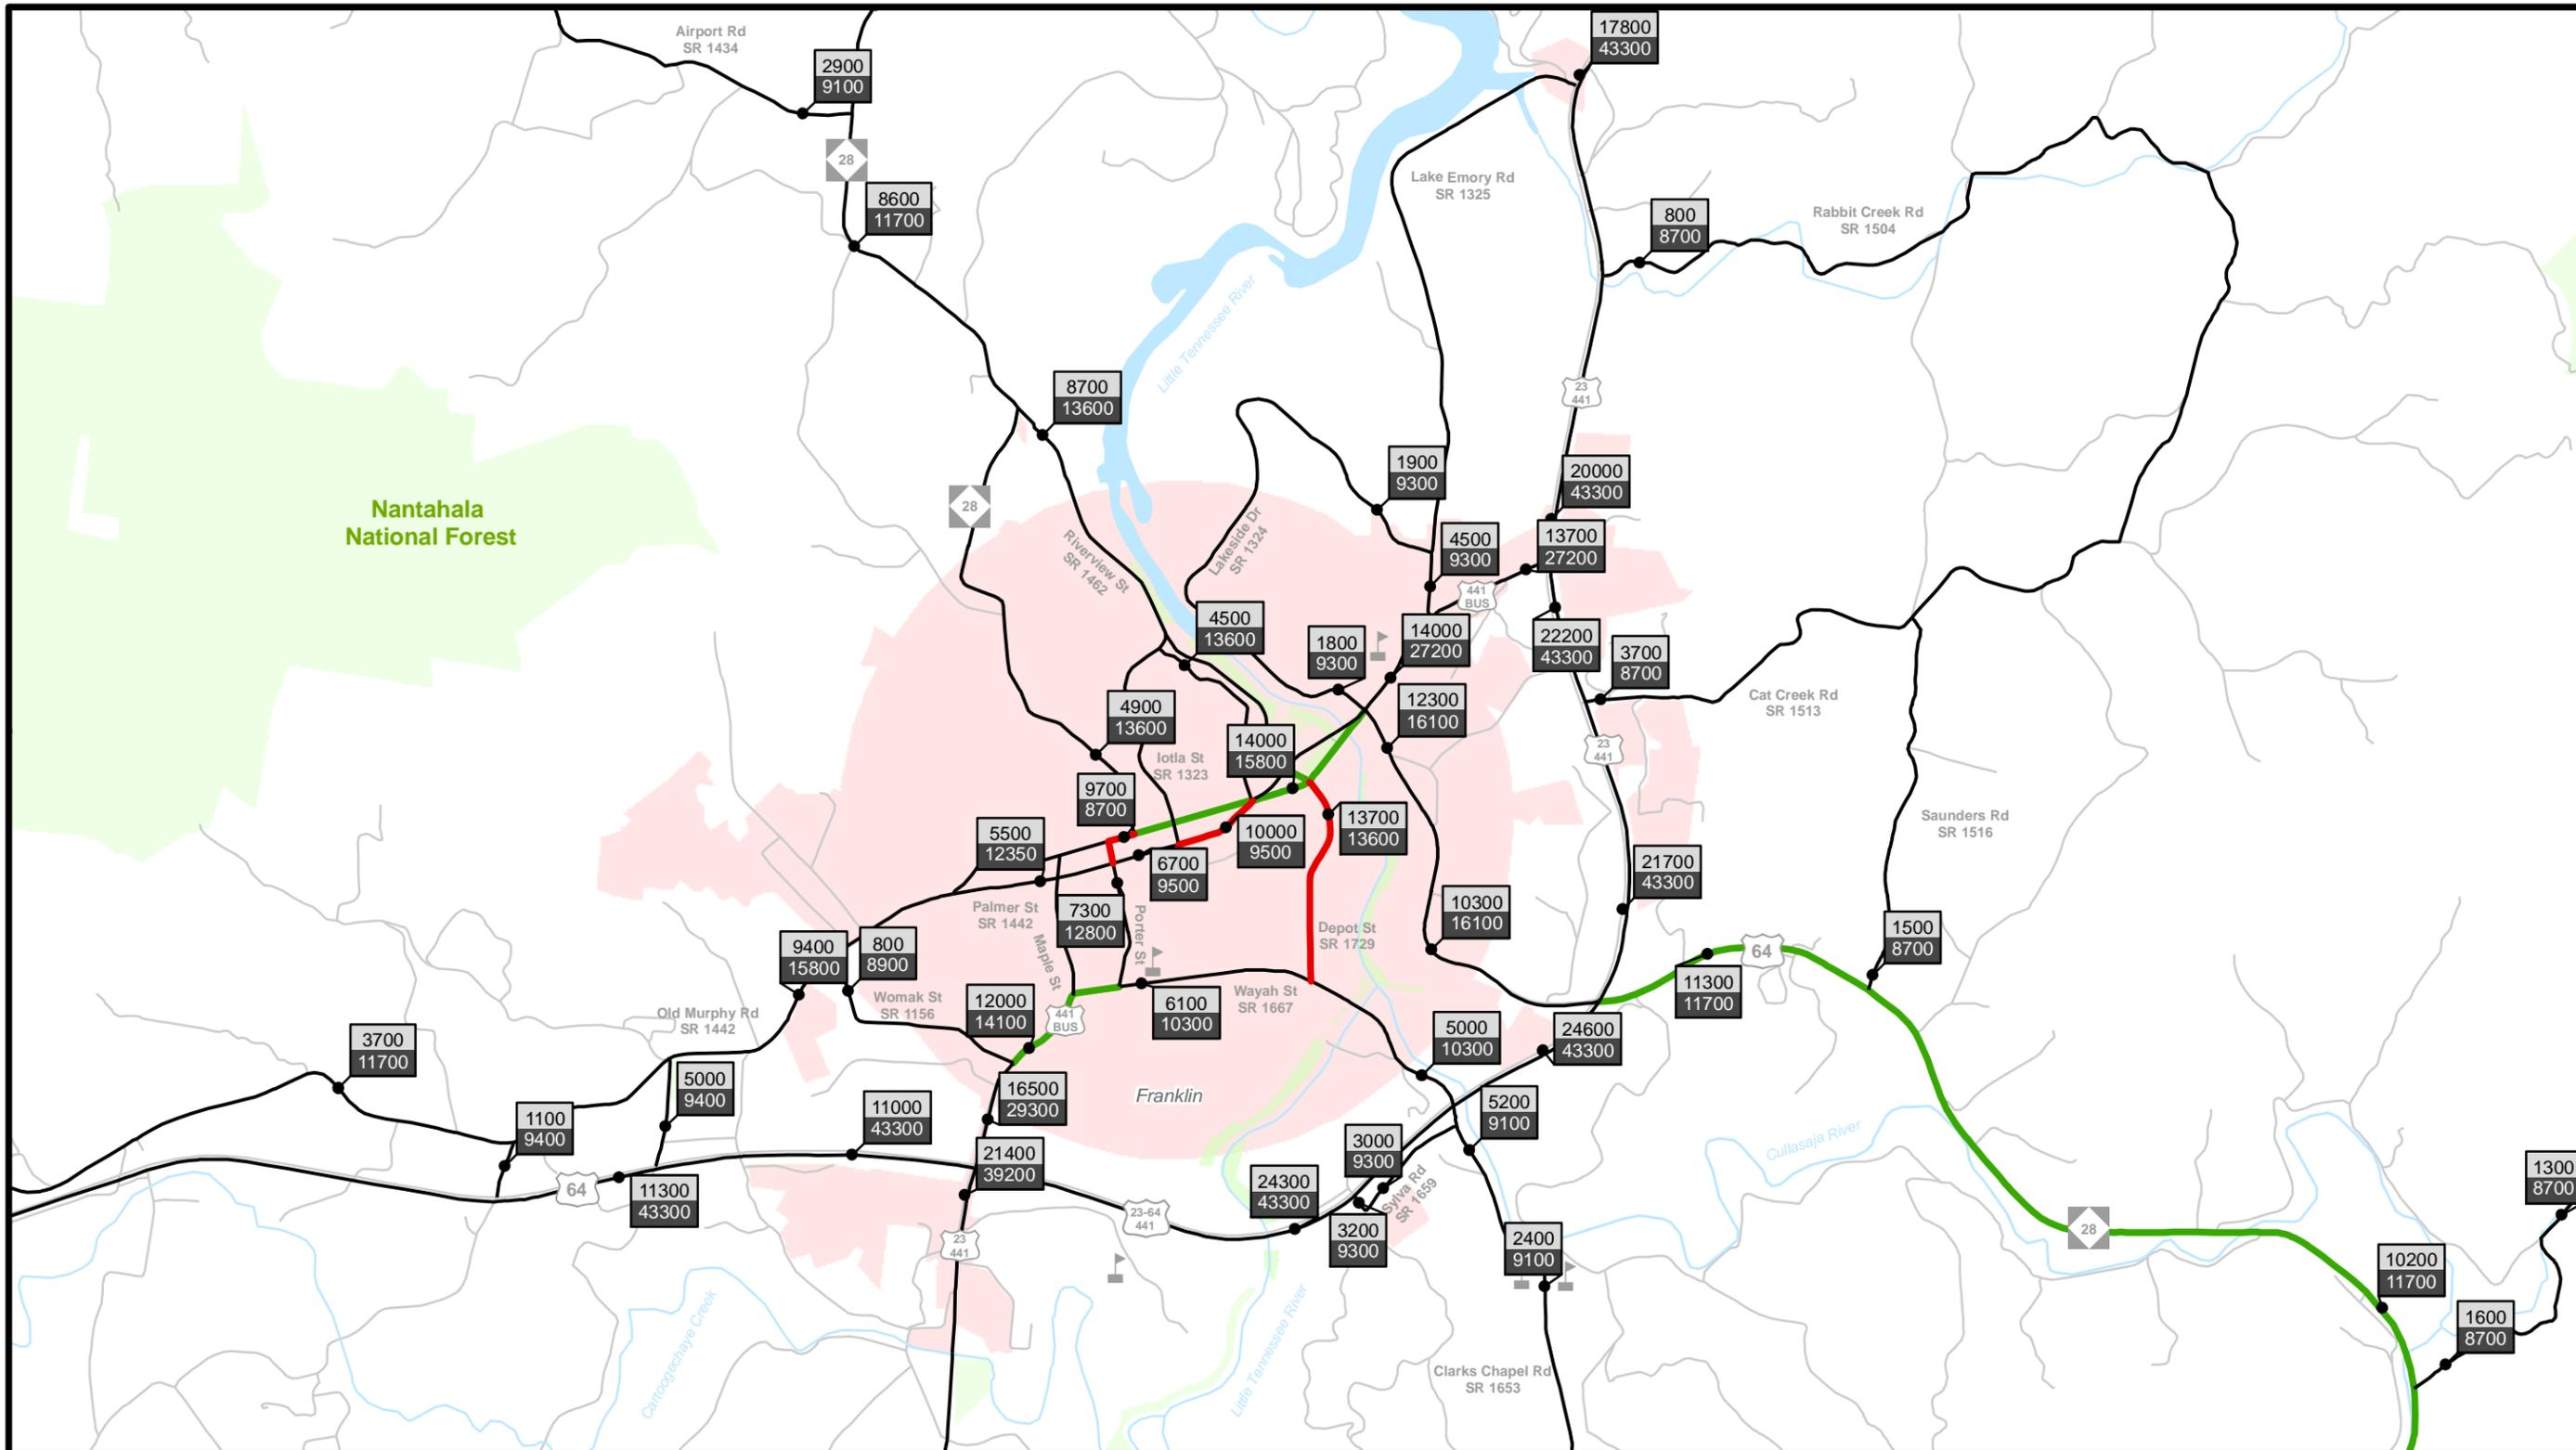 Airport Rd
SR 1434
2900
9100
17800
43300
28
8600
11700
Lake Emory Rd
SR 1325
800
8700
Rabbit Creek Rd
SR 1504
Little Tennessee River
8700
13600
23
441
1900
9300
20000
43300
28
Nantahala
National Forest
Riverview St
SR 1462
Lakeside Dr
SR 1324
4500
9300
13700
27200
441
BUS
4500
13600
1800
9300
14000
27200
22200
43300
3700
8700
Cat Creek Rd
SR 1513
12300
16100
4900
13600
14000
15800
Iotla St
SR 1323
23
441
9700
8700
5500
12350
10000
9500
13700
13600
Saunders Rd
SR 1516
6700
9500
21700
43300
Palmer St
SR 1442
7300
12800
Porter St
Maple St
Depot St
SR 1729
10300
16100
1500
8700
9400
15800
800
8900
64
11300
11700
Womak St
SR 1156
12000
14100
441
BUS
6100
10300
Wayah St
SR 1667
Old Murphy Rd
SR 1442
5000
10300
24600
43300
3700
11700
5000
9400
16500
29300
Franklin
5200
9100
11000
43300
1100
9400
3000
9300
Cullasaja River
21400
39200
64
11300
43300
24300
43300
Sylva Rd
SR 1659
1300
8700
23-64
441
23
441
3200
9300
2400
9100
28
10200
11700
1600
8700
Cartoogechaye Creek
Little Tennessee River
Clarks Chapel Rd
SR 1653